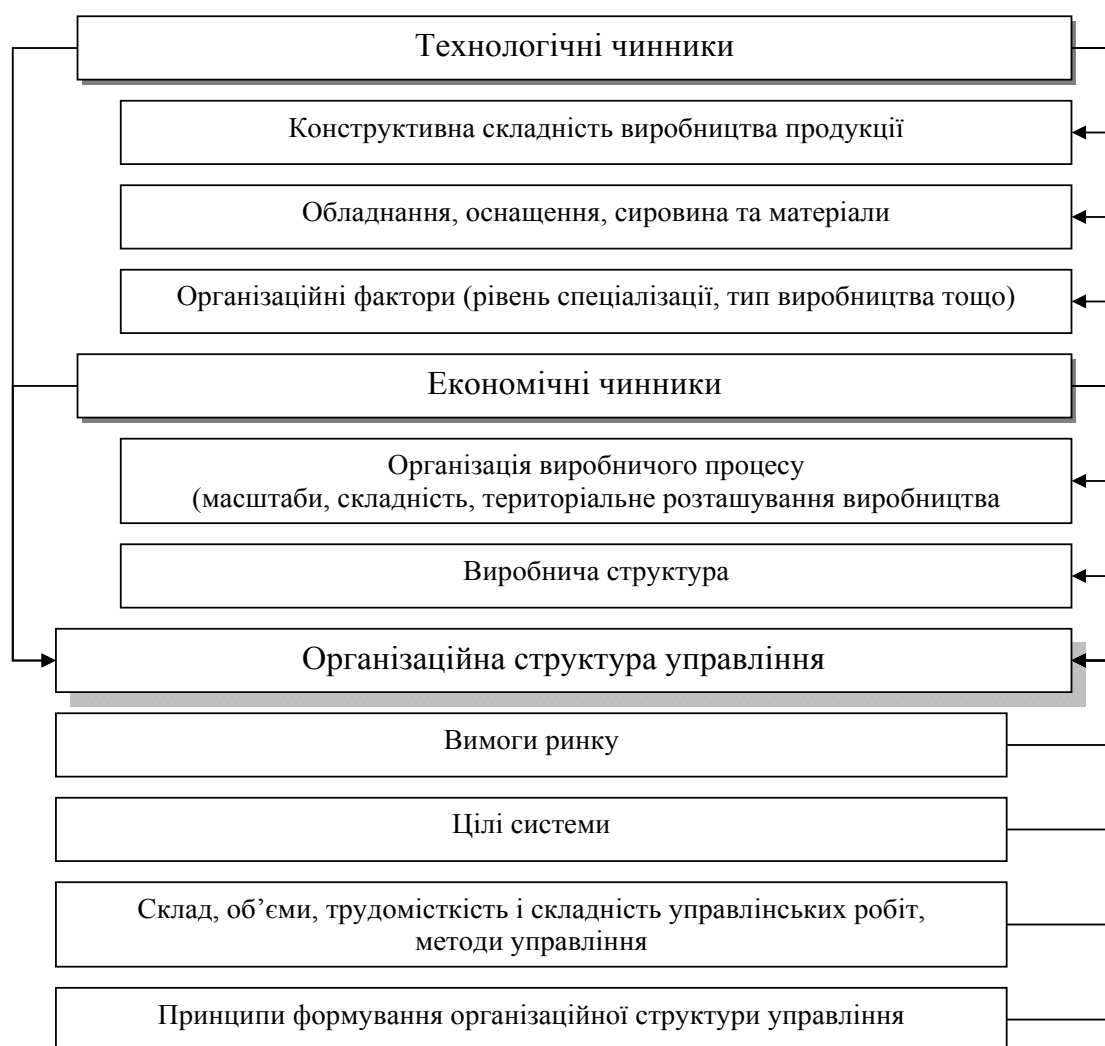 Технологічні чинники
Конструктивна складність виробництва продукції
Обладнання, оснащення, сировина та матеріали
Організаційні фактори (рівень спеціалізації, тип виробництва тощо)
Економічні чинники
Організація виробничого процесу
(масштаби, складність, територіальне розташування виробництва
Виробнича структура
Організаційна структура управління
Вимоги ринку
Цілі системи
Склад, об’єми, трудомісткість і складність управлінських робіт,
методи управління
Принципи формування організаційної структури управління